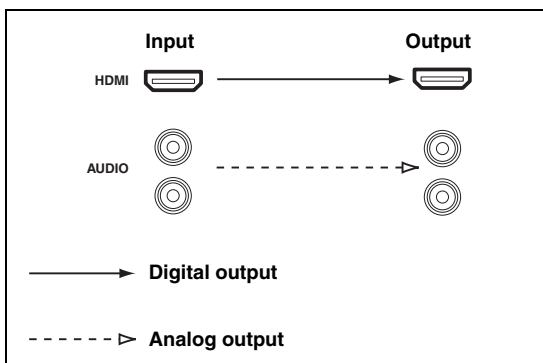 Input Output
HDMI
AUDIO
Digital output
Analog output